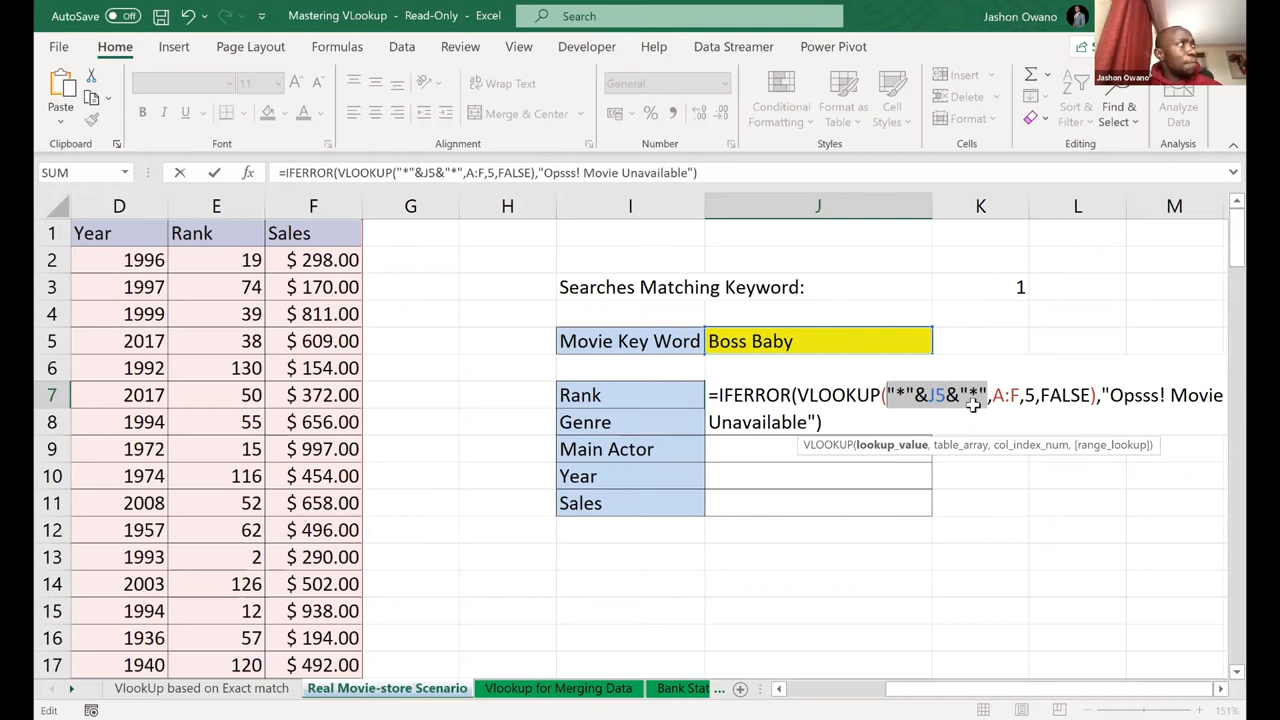 AutoSave Off Mastering VLookup - Read-Only - Excel Search Jashon Owano
File Home Insert Page Layout Formulas Data Review View Developer Help Data Streamer Power Pivot
Jashon Owano
Paste
11
Wrap Text
Merge & Center
General
Conditional Formatting
Format as Table
Cell Styles
Insert
Delete
Format
Sort & Filter
Find & Select
Analyze Data
Clipboard Font Alignment Number Styles Cells Editing Analysis
SUM =IFERROR(VLOOKUP("*"&J5&"*",A:F,5,FALSE),"Opsss! Movie Unavailable")
D E F G H I J K L M
1 Year Rank Sales
2 1996 19 $ 298.00
3 1997 74 $ 170.00 Searches Matching Keyword: 1
4 1999 39 $ 811.00
5 2017 38 $ 609.00 Movie Key Word Boss Baby
6 1992 130 $ 154.00
7 2017 50 $ 372.00 Rank =IFERROR(VLOOKUP("*"&J5&"*",A:F,5,FALSE),"Opsss! Movie
8 1994 55 $ 656.00 Genre Unavailable")
VLOOKUP(lookup_value, table_array, col_index_num, [range_lookup])
9 1972 15 $ 997.00 Main Actor
10 1974 116 $ 454.00 Year
11 2008 52 $ 658.00 Sales
12 1957 62 $ 496.00
13 1993 2 $ 290.00
14 2003 126 $ 502.00
15 1994 12 $ 938.00
16 1936 57 $ 194.00
17 1940 120 $ 492.00
VlookUp based on Exact match Real Movie-store Scenario Vlookup for Merging Data Bank Stat ...
Edit 151%